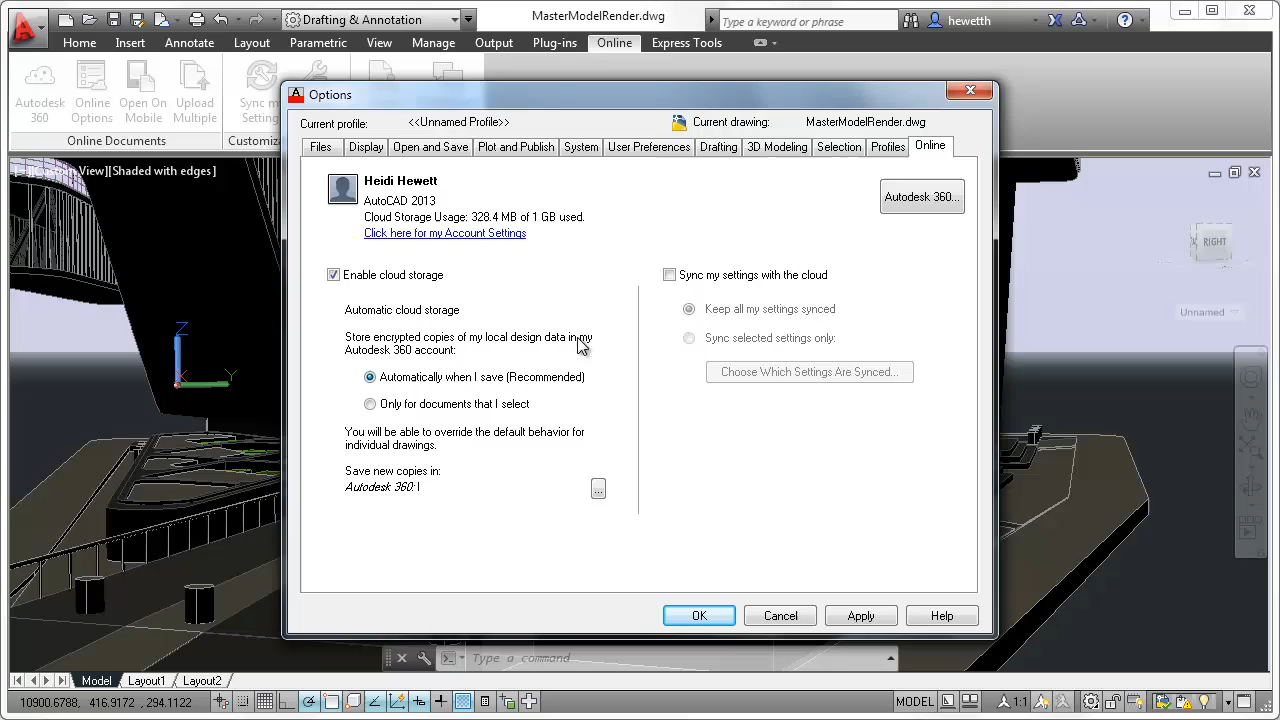 Drafting & Annotation
MasterModelRender.dwg
Type a keyword or phrase
hewetth
Home Insert Annotate Layout Parametric View Manage Output Plug-ins Online Express Tools
Autodesk 360
Online Options
Open On Mobile
Upload Multiple
Sync my Settin
Online Documents
Customiz
Options
Current profile: <<Unnamed Profile>> Current drawing: MasterModelRender.dwg
Files Display Open and Save Plot and Publish System User Preferences Drafting 3D Modeling Selection Profiles Online
View][Shaded with edges]
Heidi Hewett
AutoCAD 2013
Cloud Storage Usage: 328.4 MB of 1 GB used.
Click here for my Account Settings
Autodesk 360...
RIGHT
Unnamed
Enable cloud storage
Automatic cloud storage
Store encrypted copies of my local design data in my
Autodesk 360 account:
Automatically when I save (Recommended)
Only for documents that I select
You will be able to override the default behavior for
individual drawings.
Save new copies in:
Autodesk 360: \
...
Sync my settings with the cloud
Keep all my settings synced
Sync selected settings only:
Choose Which Settings Are Synced...
Z
X
Y
OK Cancel Apply Help
Type a command
Model Layout1 Layout2
10900.6788, 416.9172, 294.1122
MODEL
1:1